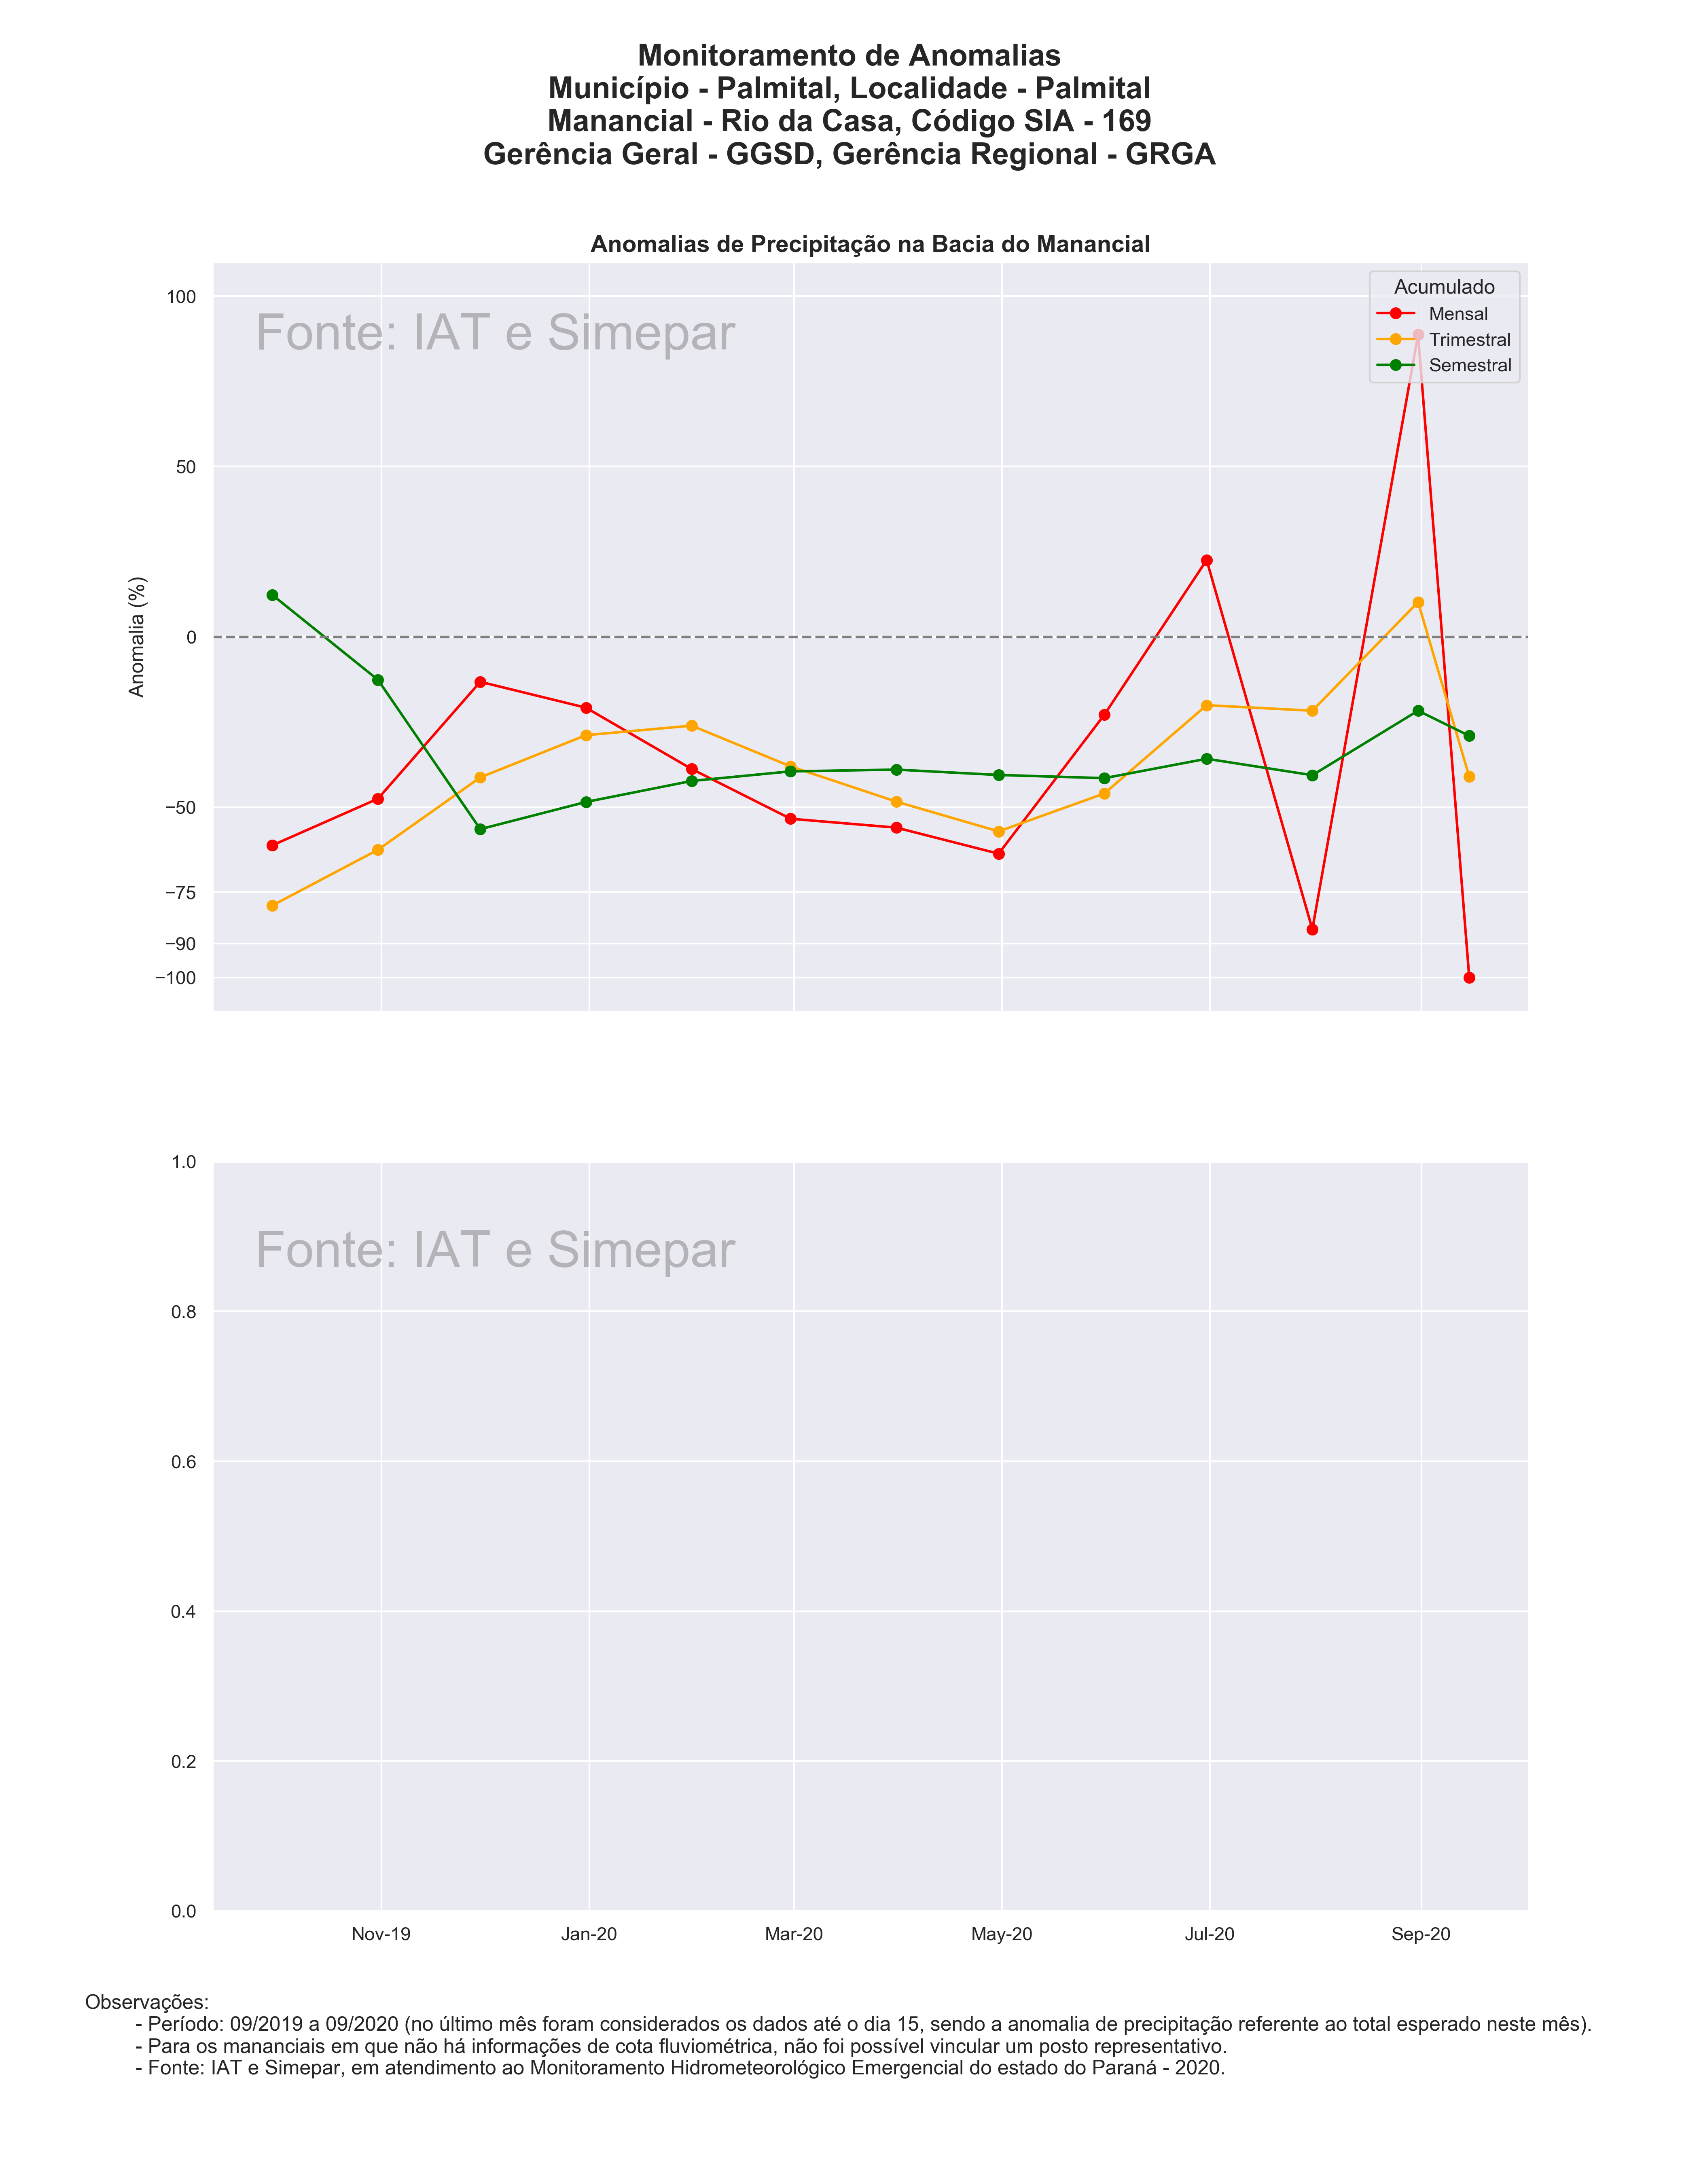 Monitoramento de Anomalias
Município - Palmital, Localidade - Palmital
Manancial - Rio da Casa, Código SIA - 169
Gerência Geral - GGSD, Gerência Regional - GRGA
Anomalias de Precipitação na Bacia do Manancial
Fonte: IAT e Simepar
Acumulado
Mensal
Trimestral
Semestral
Anomalia (%)
100
50
0
−50
−75
−90
−100
Fonte: IAT e Simepar
1.0
0.8
0.6
0.4
0.2
0.0
Nov-19 Jan-20 Mar-20 May-20 Jul-20 Sep-20
Observações:
- Período: 09/2019 a 09/2020 (no último mês foram considerados os dados até o dia 15, sendo a anomalia de precipitação referente ao total esperado neste mês).
- Para os mananciais em que não há informações de cota fluviométrica, não foi possível vincular um posto representativo.
- Fonte: IAT e Simepar, em atendimento ao Monitoramento Hidrometeorológico Emergencial do estado do Paraná - 2020.